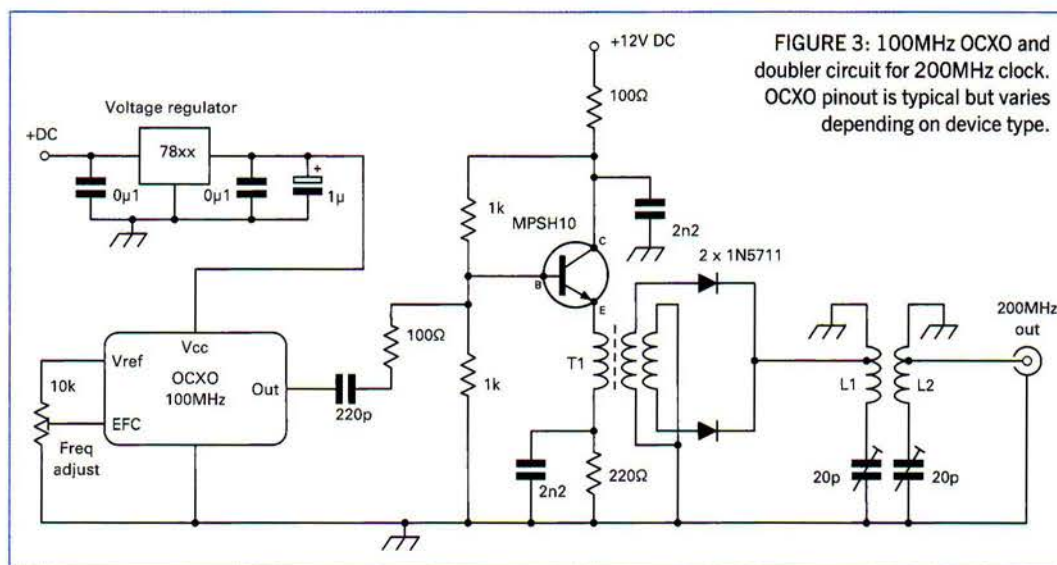 FIGURE 3: 100MHz OCXO and
doubler circuit for 200MHz clock.
OCXO pinout is typical but varies
depending on device type.
+12V DC
100Ω
Voltage regulator
+DC
78xx
0µ1
0µ1
+
1µ
1k
MPSH10
C
B
E
2n2
2 x 1N5711
200MHz
out
Vcc
Vref
OCXO
100MHz
Out
EFC
10k
Freq
adjust
220p
100Ω
1k
T1
L1
L2
2n2
220Ω
20p
20p